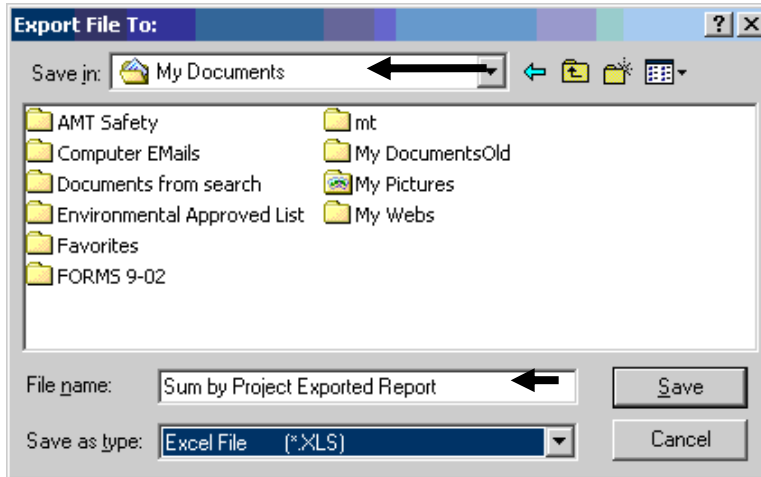 Export File To:
Save in: My Documents
AMT Safety
Computer EMails
Documents from search
Environmental Approved List
Favorites
FORMS 9-02
mt
My DocumentsOld
My Pictures
My Webs
File name: Sum by Project Exported Report
Save
Save as type: Excel File (*.XLS)
Cancel